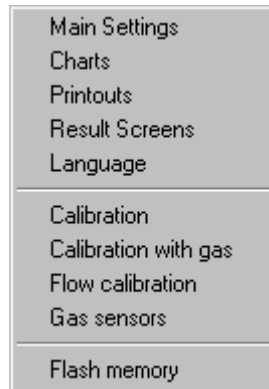 Main Settings
Charts
Printouts
Result Screens
Language
Calibration
Calibration with gas
Flow calibration
Gas sensors
Flash memory